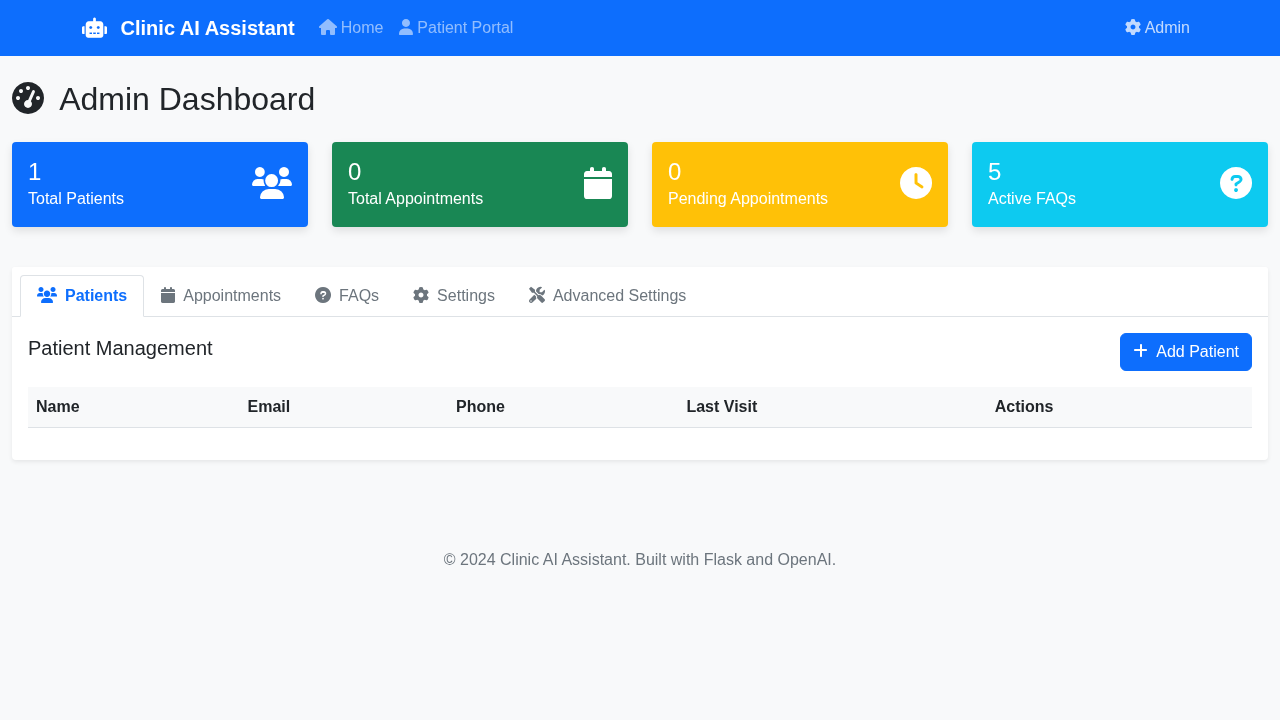 Clinic AI Assistant Home Patient Portal Admin
Admin Dashboard
1
Total Patients
0
Total Appointments
0
Pending Appointments
5
Active FAQs
Patients Appointments FAQs Settings Advanced Settings
Patient Management
Add Patient
Name Email Phone Last Visit Actions
© 2024 Clinic AI Assistant. Built with Flask and OpenAI.